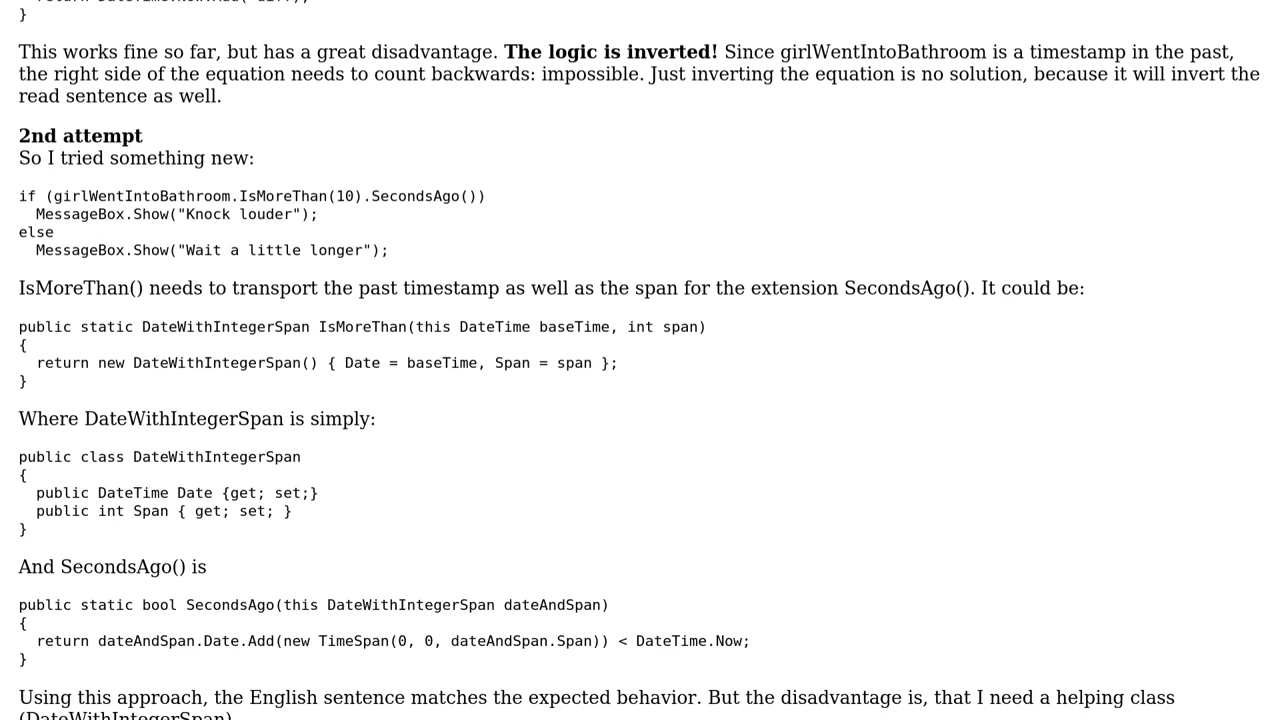 }
This works fine so far, but has a great disadvantage. The logic is inverted! Since girlWentIntoBathroom is a timestamp in the past,
the right side of the equation needs to count backwards: impossible. Just inverting the equation is no solution, because it will invert the
read sentence as well.
2nd attempt
So I tried something new:
if (girlWentIntoBathroom.IsMoreThan(10).SecondsAgo())
  MessageBox.Show("Knock louder");
else
  MessageBox.Show("Wait a little longer");
IsMoreThan() needs to transport the past timestamp as well as the span for the extension SecondsAgo(). It could be:
public static DateWithIntegerSpan IsMoreThan(this DateTime baseTime, int span)
{
  return new DateWithIntegerSpan() { Date = baseTime, Span = span };
}
Where DateWithIntegerSpan is simply:
public class DateWithIntegerSpan
{
  public DateTime Date {get; set;}
  public int Span { get; set; }
}
And SecondsAgo() is
public static bool SecondsAgo(this DateWithIntegerSpan dateAndSpan)
{
  return dateAndSpan.Date.Add(new TimeSpan(0, 0, dateAndSpan.Span)) < DateTime.Now;
}
Using this approach, the English sentence matches the expected behavior. But the disadvantage is, that I need a helping class
(DateWithIntegerSpan)